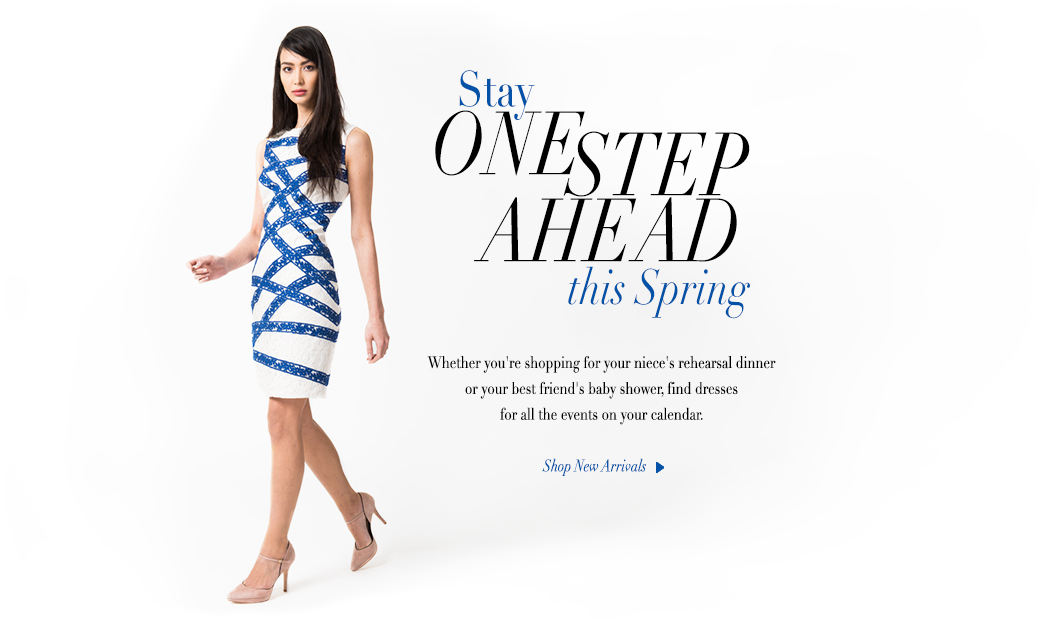 Stay
ONE STEP
AHEAD
this Spring
Whether you're shopping for your niece's rehearsal dinner
or your best friend's baby shower, find dresses
for all the events on your calendar.
Shop New Arrivals